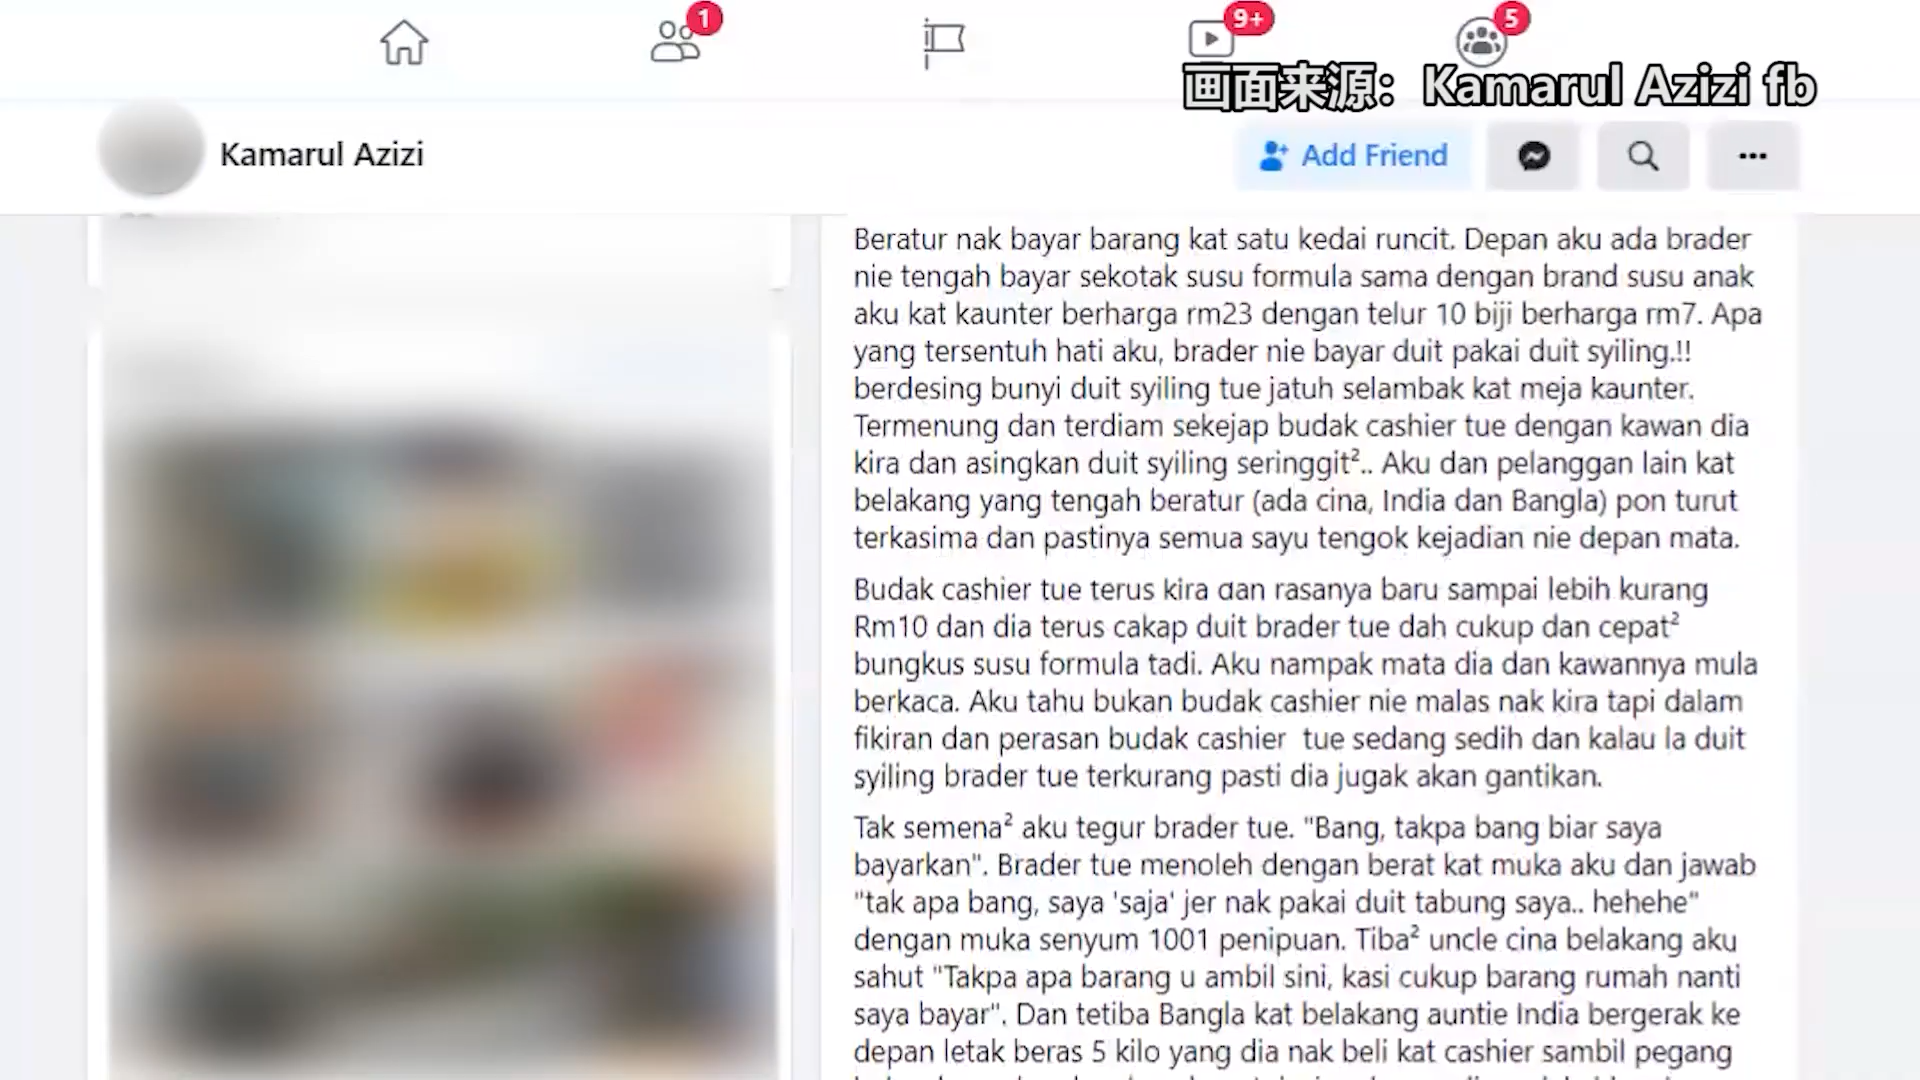 1
9+
5
画面来源：Kamarul Azizi fb
Kamarul Azizi
Add Friend
Beratur nak bayar barang kat satu kedai runcit. Depan aku ada brader
nie tengah bayar sekotak susu formula sama dengan brand susu anak
aku kat kaunter berharga rm23 dengan telur 10 biji berharga rm7. Apa
yang tersentuh hati aku, brader nie bayar duit pakai duit syiling.!!
berdesing bunyi duit syiling tue jatuh selambak kat meja kaunter.
Termenung dan terdiam sekejap budak cashier tue dengan kawan dia
kira dan asingkan duit syiling seringgit².. Aku dan pelanggan lain kat
belakang yang tengah beratur (ada cina, India dan Bangla) pon turut
terkasima dan pastinya semua sayu tengok kejadian nie depan mata.
Budak cashier tue terus kira dan rasanya baru sampai lebih kurang
Rm10 dan dia terus cakap duit brader tue dah cukup dan cepat²
bungkus susu formula tadi. Aku nampak mata dia dan kawannya mula
berkaca. Aku tahu bukan budak cashier nie malas nak kira tapi dalam
fikiran dan perasan budak cashier  tue sedang sedih dan kalau la duit
syiling brader tue terkurang pasti dia jugak akan gantikan.
Tak semena² aku tegur brader tue. "Bang, takpa bang biar saya
bayarkan". Brader tue menoleh dengan berat kat muka aku dan jawab
"tak apa bang, saya 'saja' jer nak pakai duit tabung saya.. hehehe"
dengan muka senyum 1001 penipuan. Tiba² uncle cina belakang aku
sahut "Takpa apa barang u ambil sini, kasi cukup barang rumah nanti
saya bayar". Dan tetiba Bangla kat belakang auntie India bergerak ke
depan letak beras 5 kilo yang dia nak beli kat cashier sambil pegang